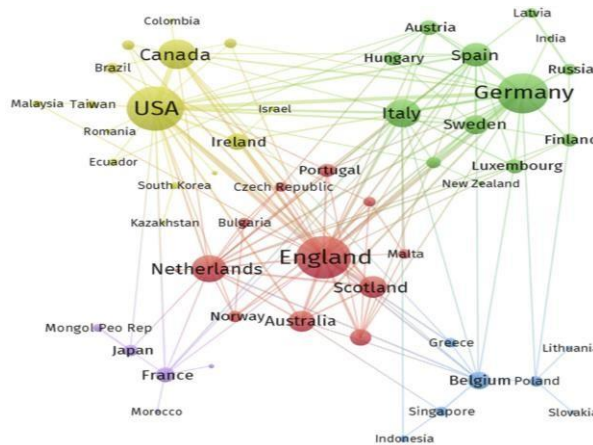 Colombia
Canada
Brazil
USA
Malaysia
Taiwan
Romania
Ecuador
Israel
Ireland
South Korea
Austria
Hungary
Spain
Latvia
India
Russia
Germany
Italy
Sweden
Finland
Luxembourg
New Zealand
Portugal
Czech Republic
Kazakhstan
Bulgaria
England
Malta
Netherlands
Scotland
Norway
Australia
Mongol Peo Rep
Japan
France
Morocco
Greece
Lithuania
Belgium
Poland
Singapore
Slovakia
Indonesia